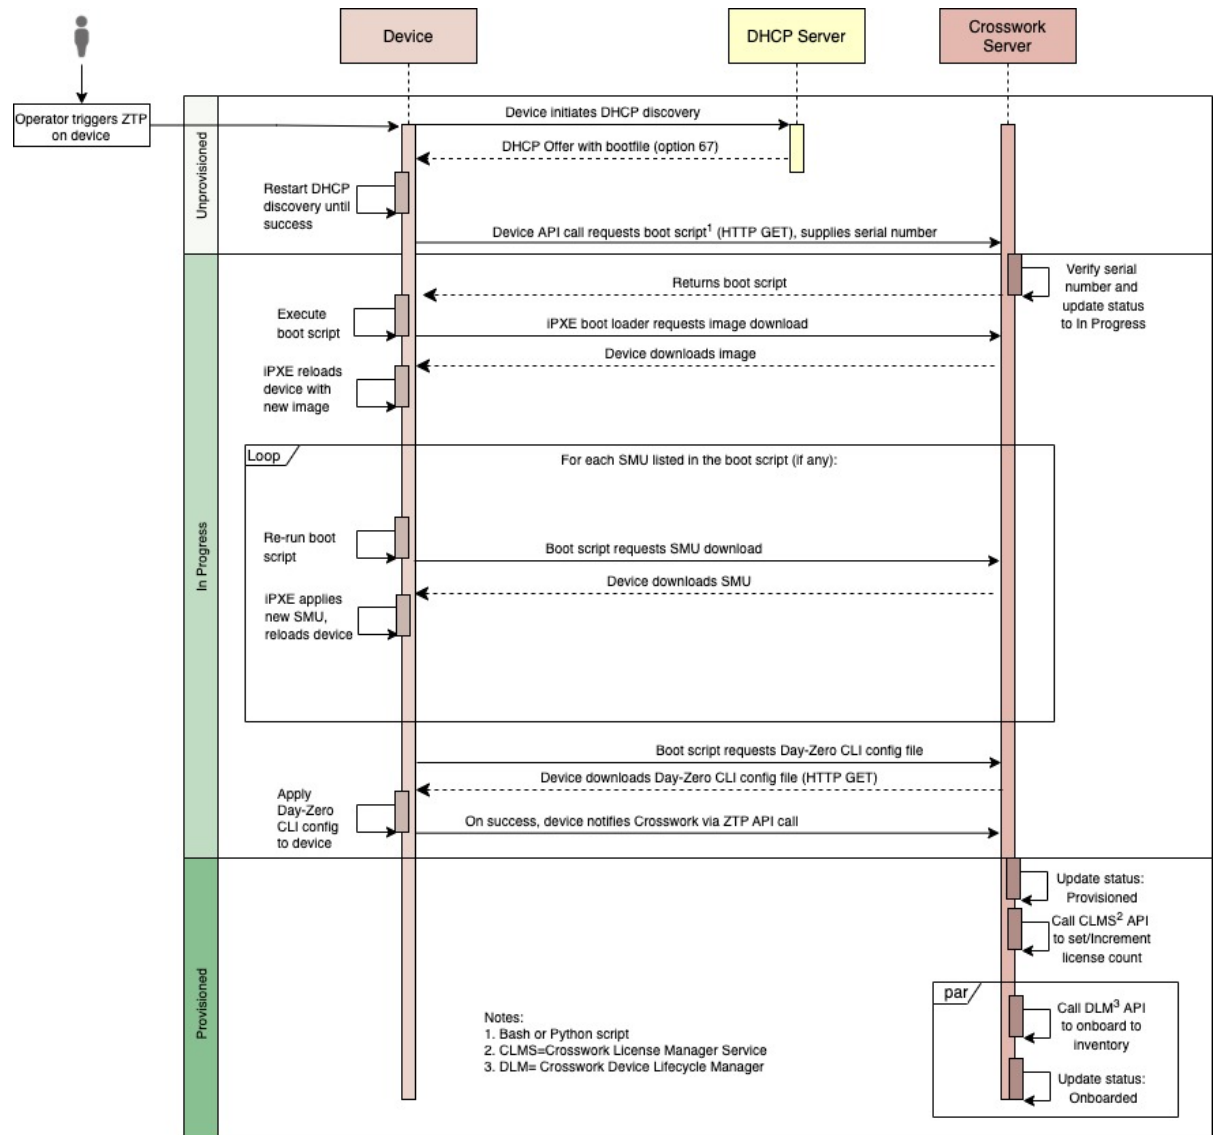 Device
DHCP Server
Crosswork
Server
Operator triggers ZTP
on device
Unprovisioned
Device initiates DHCP discovery
DHCP Offer with bootfile (option 67)
Restart DHCP
discovery until
success
Device API call requests boot script1 (HTTP GET), supplies serial number
In Progress
Verify serial
number and
update status
to In Progress
Returns boot script
Execute
boot script
iPXE boot loader requests image download
Device downloads image
iPXE reloads
device with
new image
Loop
For each SMU listed in the boot script (if any):
Re-run boot
script
Boot script requests SMU download
Device downloads SMU
iPXE applies
new SMU,
reloads device
Boot script requests Day-Zero CLI config file
Device downloads Day-Zero CLI config file (HTTP GET)
Apply
Day-Zero
CLI config
to device
On success, device notifies Crosswork via ZTP API call
Provisioned
Update status:
Provisioned
Call CLMS2 API
to set/Increment
license count
par
Call DLM3 API
to onboard to
inventory
Update status:
Onboarded
Notes:
1. Bash or Python script
2. CLMS=Crosswork License Manager Service
3. DLM= Crosswork Device Lifecycle Manager